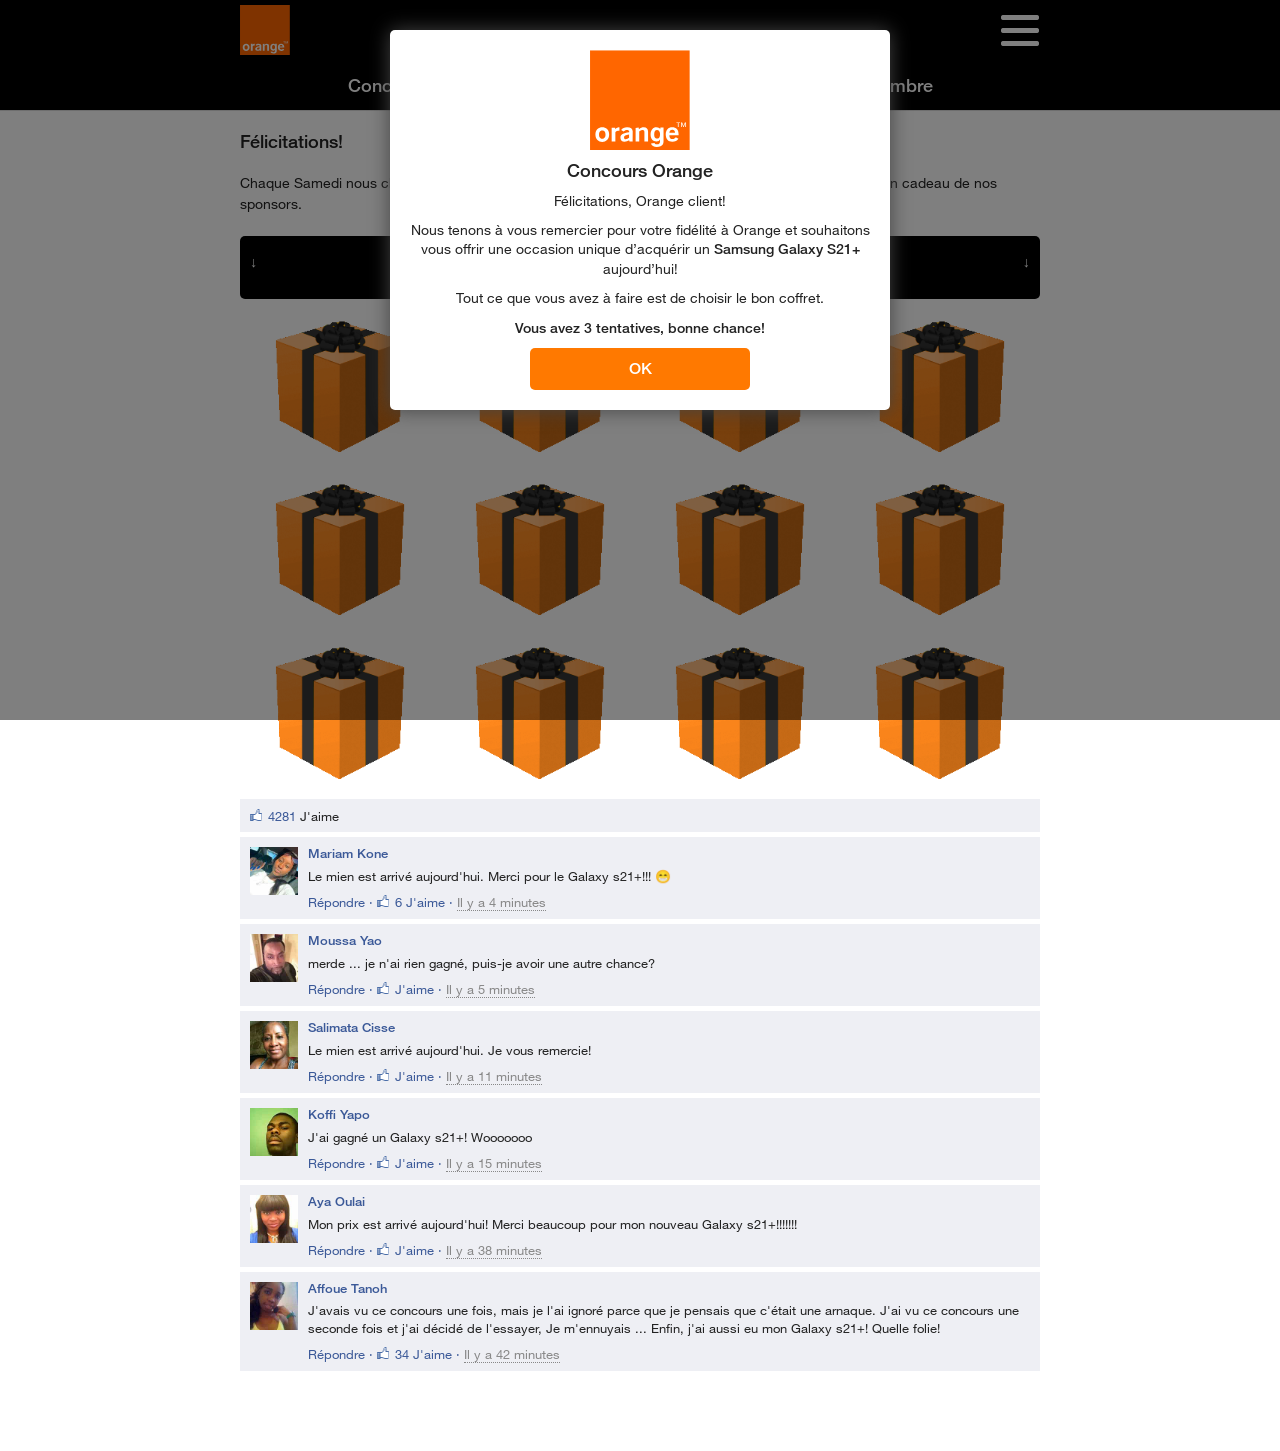 orange™
Conc
mbre
Félicitations!
Chaque Samedi nous c
n cadeau de nos
sponsors.
↓ ↓
orange™
Concours Orange
Félicitations, Orange client!
Nous tenons à vous remercier pour votre fidélité à Orange et souhaitons
vous offrir une occasion unique d’acquérir un Samsung Galaxy S21+
aujourd’hui!
Tout ce que vous avez à faire est de choisir le bon coffret.
Vous avez 3 tentatives, bonne chance!
OK
4281 J'aime
Mariam Kone
Le mien est arrivé aujourd'hui. Merci pour le Galaxy s21+!!! 😁
Répondre · 6 J'aime · Il y a 4 minutes
Moussa Yao
merde ... je n'ai rien gagné, puis-je avoir une autre chance?
Répondre · J'aime · Il y a 5 minutes
Salimata Cisse
Le mien est arrivé aujourd'hui. Je vous remercie!
Répondre · J'aime · Il y a 11 minutes
Koffi Yapo
J'ai gagné un Galaxy s21+! Wooooooo
Répondre · J'aime · Il y a 15 minutes
Aya Oulai
Mon prix est arrivé aujourd'hui! Merci beaucoup pour mon nouveau Galaxy s21+!!!!!!!
Répondre · J'aime · Il y a 38 minutes
Affoue Tanoh
J'avais vu ce concours une fois, mais je l'ai ignoré parce que je pensais que c'était une arnaque. J'ai vu ce concours une
seconde fois et j'ai décidé de l'essayer, Je m'ennuyais ... Enfin, j'ai aussi eu mon Galaxy s21+! Quelle folie!
Répondre · 34 J'aime · Il y a 42 minutes